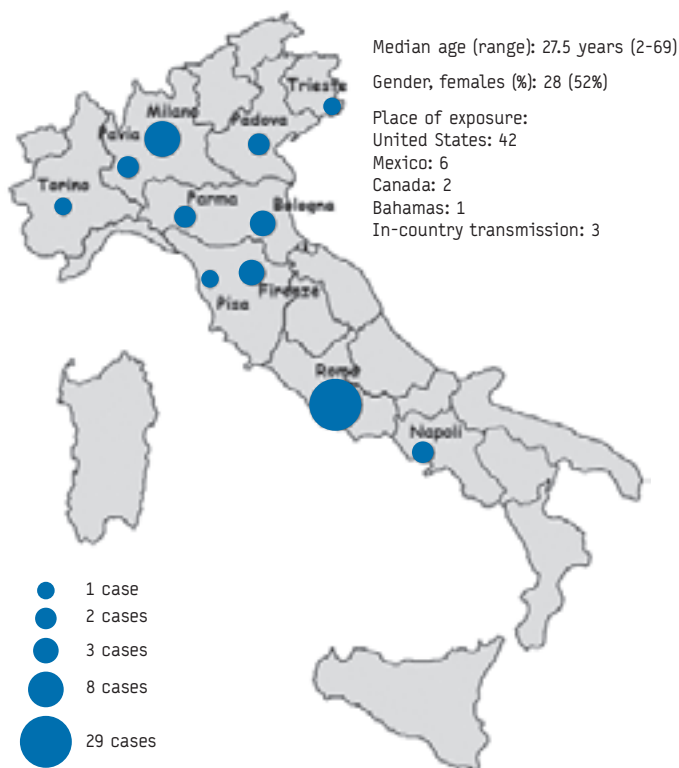 Median age (range): 27.5 years (2-69)
Gender, females (%): 28 (52%)
Place of exposure:
United States: 42
Mexico: 6
Canada: 2
Bahamas: 1
In-country transmission: 3
Trieste
Milano
Padova
Pavia
Torino
Parma
Bologna
Firenze
Pisa
Roma
Napoli
1 case
2 cases
3 cases
8 cases
29 cases